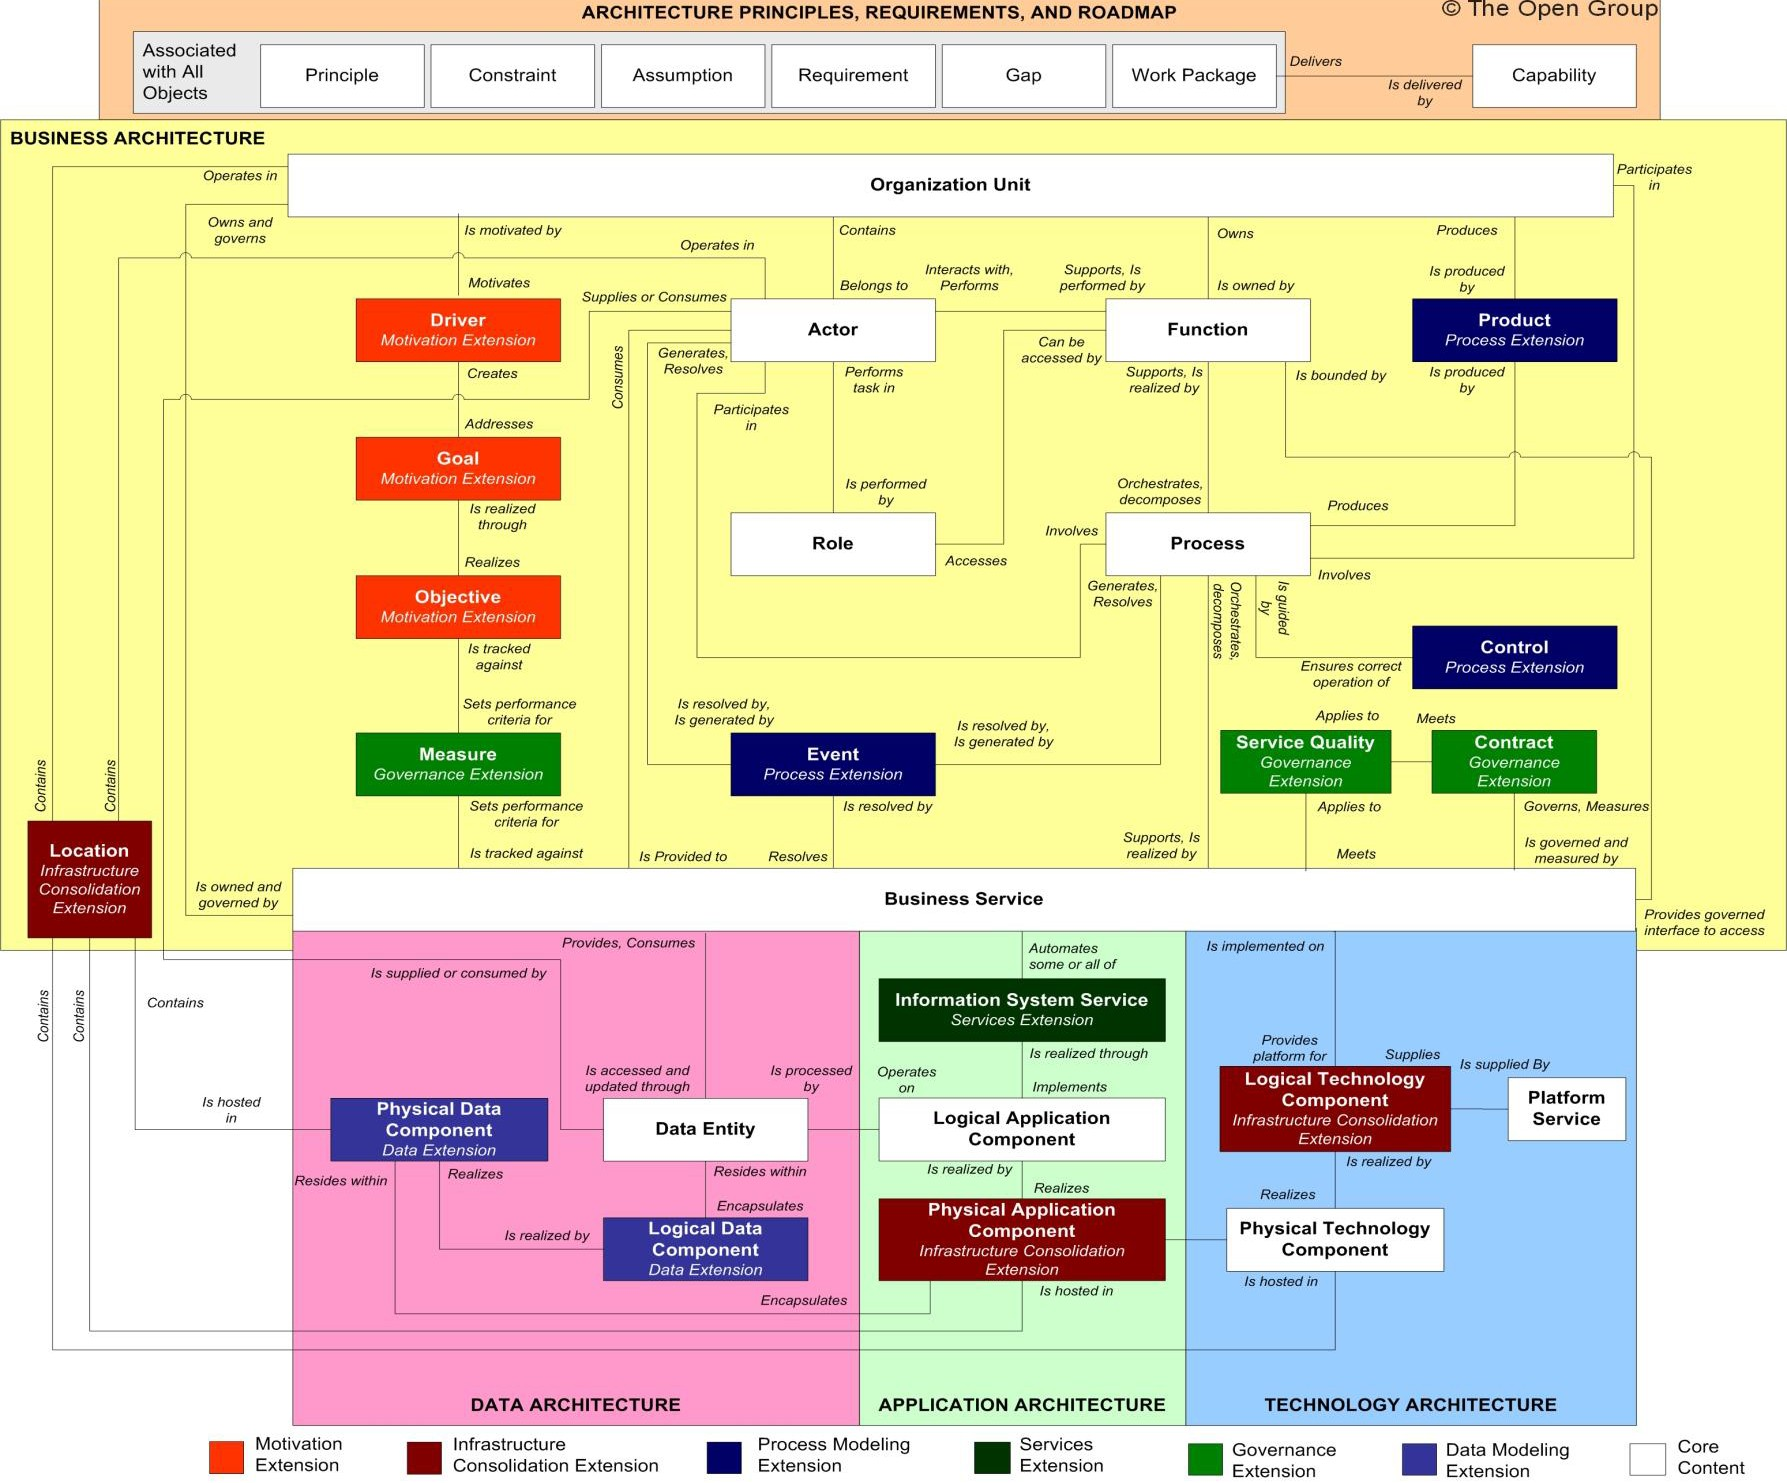 ARCHITECTURE PRINCIPLES, REQUIREMENTS, AND ROADMAP
© The Open Group
Associated
with All
Objects
Principle
Constraint
Assumption
Requirement
Gap
Work Package
Delivers
Is delivered
by
Capability
BUSINESS ARCHITECTURE
Organization Unit
Operates in
Participates
in
Owns and
governs
Is motivated by
Operates in
Contains
Owns
Produces
Motivates
Supplies or Consumes
Belongs to
Interacts with,
Performs
Supports, Is
performed by
Is owned by
Is produced
by
Driver
Motivation Extension
Actor
Function
Product
Process Extension
Creates
Consumes
Generates,
Resolves
Performs
task in
Can be
accessed by
Supports, Is
realized by
Is bounded by
Is produced
by
Participates
in
Addresses
Goal
Motivation Extension
Is realized
through
Is performed
by
Orchestrates,
decomposes
Produces
Realizes
Role
Involves
Accesses
Process
Involves
Objective
Motivation Extension
Generates,
Resolves
Orchestrates,
decomposes
Is guided
by
Is tracked
against
Control
Process Extension
Ensures correct
operation of
Sets performance
criteria for
Is resolved by,
Is generated by
Is resolved by,
Is generated by
Applies to
Meets
Measure
Governance Extension
Event
Process Extension
Service Quality
Governance
Extension
Contract
Governance
Extension
Contains
Contains
Sets performance
criteria for
Is resolved by
Applies to
Governs, Measures
Is tracked against
Is Provided to
Resolves
Supports, Is
realized by
Meets
Is governed and
measured by
Location
Infrastructure
Consolidation
Extension
Is owned and
governed by
Business Service
Provides governed
interface to access
Provides, Consumes
Automates
some or all of
Is implemented on
Is supplied or consumed by
Contains
Contains
Contains
Information System Service
Services Extension
Is realized through
Provides
platform for
Supplies
Is supplied By
Is hosted
in
Is accessed and
updated through
Is processed
by
Operates
on
Implements
Physical Data
Component
Data Extension
Data Entity
Logical Application
Component
Logical Technology
Component
Infrastructure Consolidation
Extension
Platform
Service
Resides within
Realizes
Resides within
Is realized by
Is realized by
Encapsulates
Realizes
Realizes
Is realized by
Logical Data
Component
Data Extension
Physical Application
Component
Infrastructure Consolidation
Extension
Physical Technology
Component
Encapsulates
Is hosted in
Is hosted in
DATA ARCHITECTURE
APPLICATION ARCHITECTURE
TECHNOLOGY ARCHITECTURE
Motivation
Extension
Infrastructure
Consolidation Extension
Process Modeling
Extension
Services
Extension
Governance
Extension
Data Modeling
Extension
Core
Content